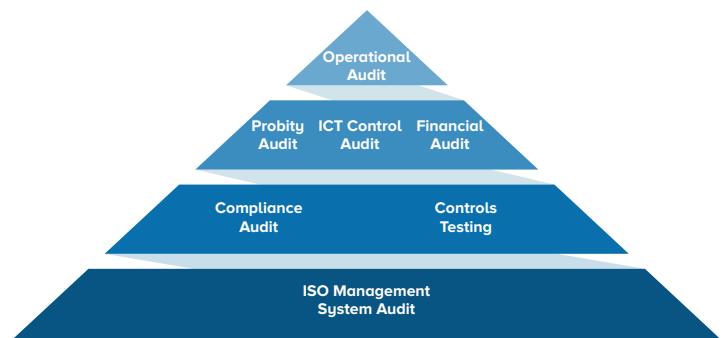 Operational
Audit
Probity
Audit
ICT Control
Audit
Financial
Audit
Compliance
Audit
Controls
Testing
ISO Management
System Audit